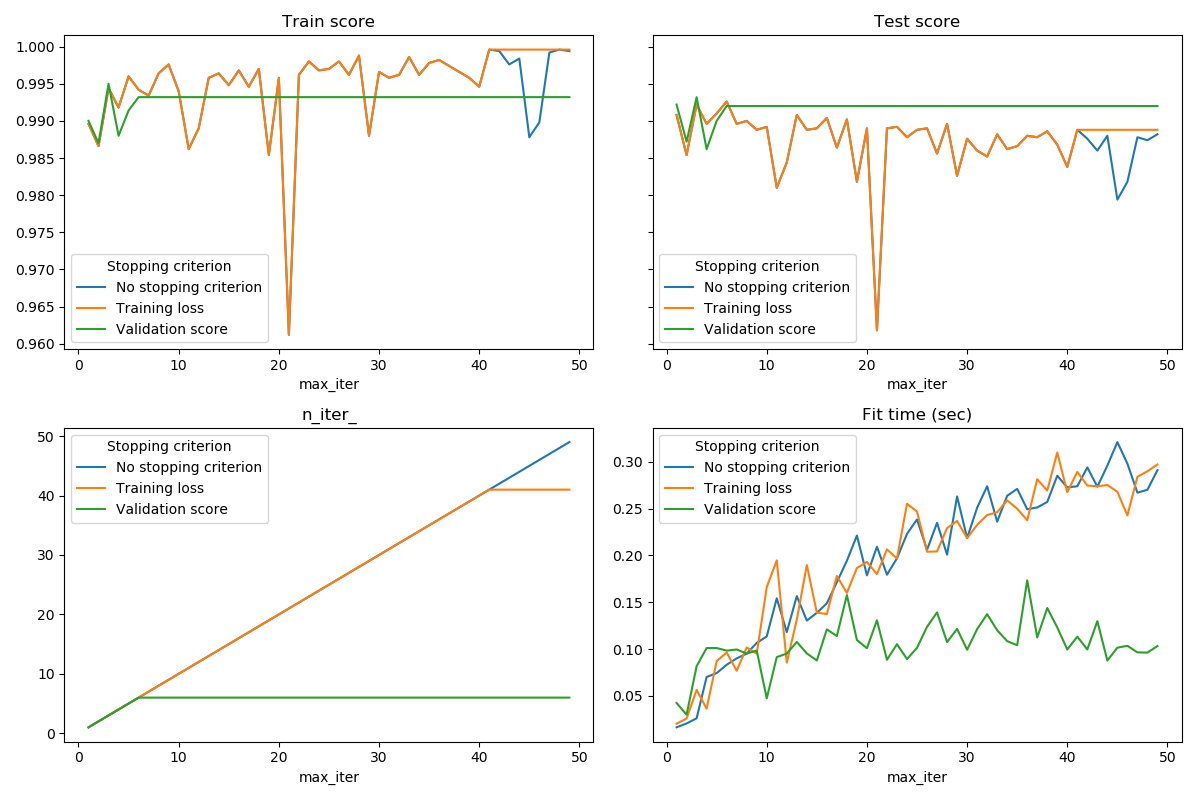 Train score
1.000
0.995
0.990
0.985
0.980
0.975
0.970
0.965
0.960
Stopping criterion
No stopping criterion
Training loss
Validation score
0 10 20 30 40 50
max_iter
Test score
Stopping criterion
No stopping criterion
Training loss
Validation score
0 10 20 30 40 50
max_iter
n_iter_
50
40
30
20
10
0
Stopping criterion
No stopping criterion
Training loss
Validation score
0 10 20 30 40 50
max_iter
Fit time (sec)
0.30
0.25
0.20
0.15
0.10
0.05
Stopping criterion
No stopping criterion
Training loss
Validation score
0 10 20 30 40 50
max_iter